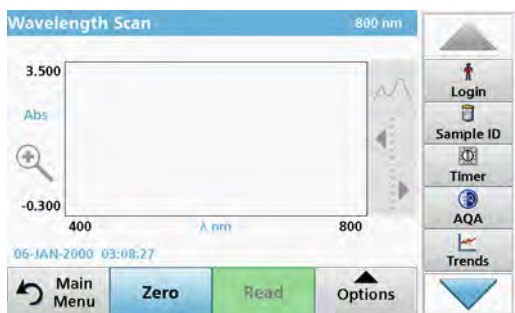 Wavelength Scan 800 nm
3.500
Abs
-0.300
400 λ nm 800
06-JAN-2000 03:08:27
Main Menu
Zero
Read
Options
Login
Sample ID
Timer
AQA
Trends